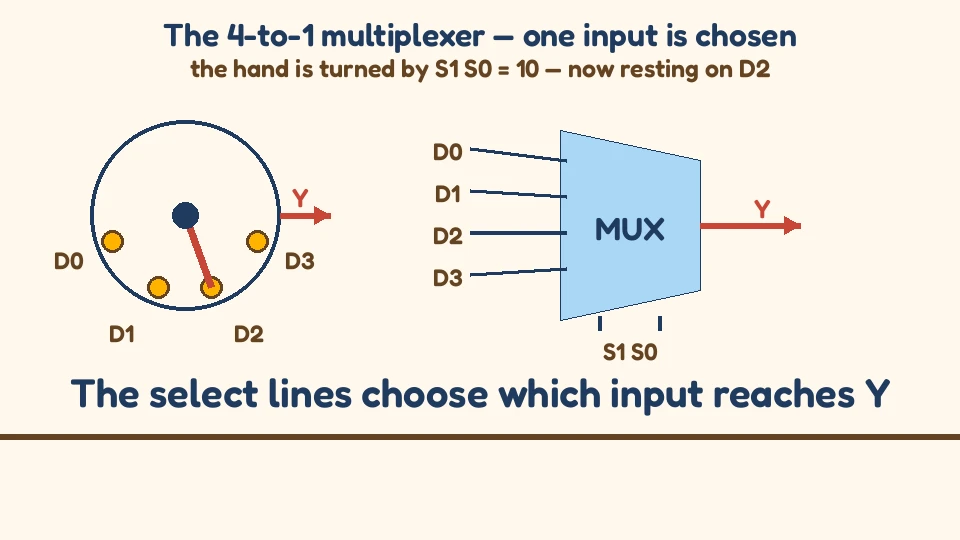 The 4-to-1 multiplexer — one input is chosen
the hand is turned by S1 S0 = 10 — now resting on D2
Y
D0
D3
D1
D2
D0
D1
D2
D3
MUX
Y
S1 S0
The select lines choose which input reaches Y